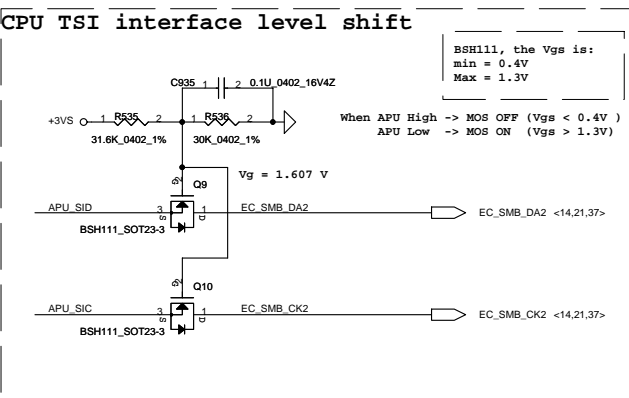 CPU TSI interface level shift
BSH111, the Vgs is:
min = 0.4V
Max = 1.3V
C935 1 2 0.1U_0402_16V4Z
+3VS 1 R535 2 1 R536 2
31.6K_0402_1% 30K_0402_1%
When APU High -> MOS OFF (Vgs < 0.4V )
APU Low -> MOS ON (Vgs > 1.3V)
Vg = 1.607 V
2 G Q9
APU_SID 3 S 1 D EC_SMB_DA2 EC_SMB_DA2 <14,21,37>
BSH111_SOT23-3
2 G Q10
APU_SIC 3 S 1 D EC_SMB_CK2 EC_SMB_CK2 <14,21,37>
BSH111_SOT23-3